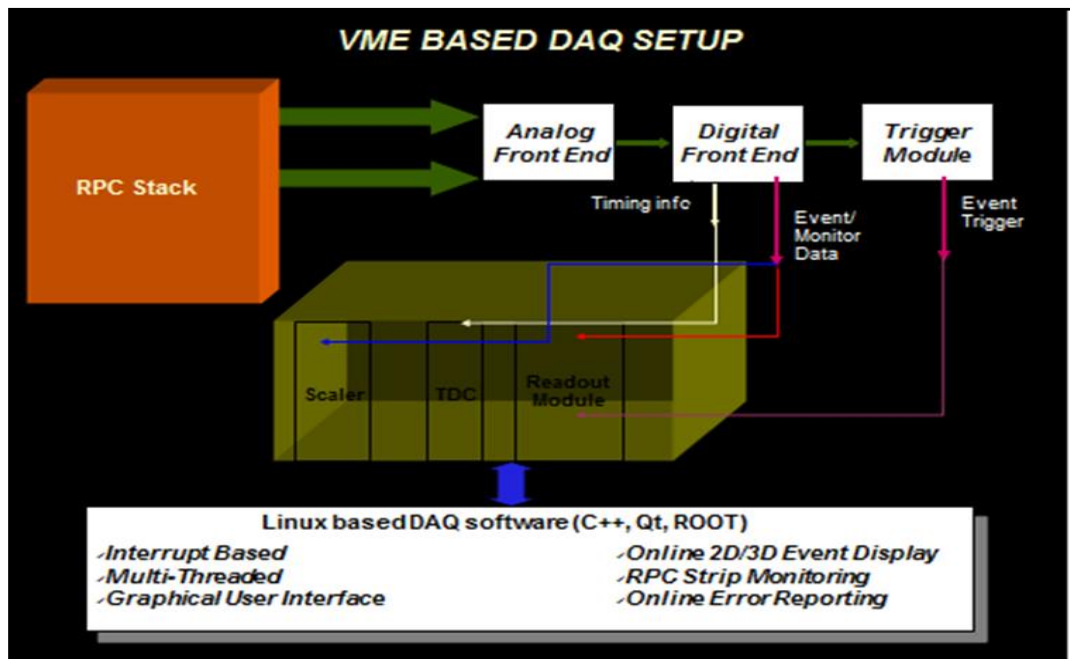 VME BASED DAQ SETUP
RPC Stack
Analog
Front End
Digital
Front End
Trigger
Module
Timing info
Event/
Monitor
Data
Event
Trigger
Scaler
TDC
Readout
Module
Linux based DAQ software (C++, Qt, ROOT)
✓Interrupt Based
✓Multi-Threaded
✓Graphical User Interface
✓Online 2D/3D Event Display
✓RPC Strip Monitoring
✓Online Error Reporting